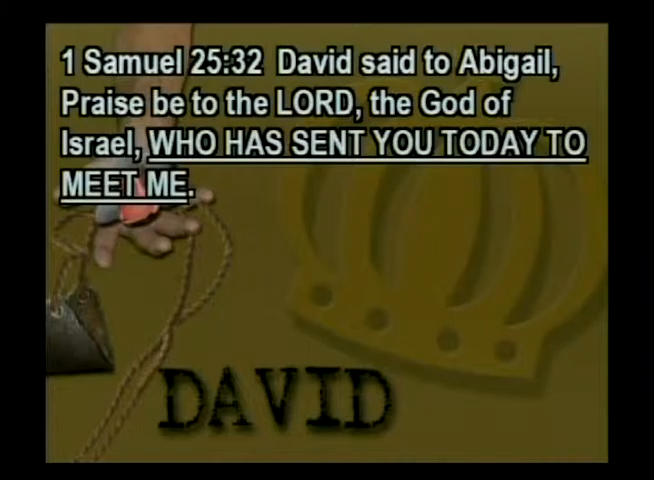 1 Samuel 25:32 David said to Abigail,
Praise be to the LORD, the God of
Israel, WHO HAS SENT YOU TODAY TO
MEET ME.
DAVID